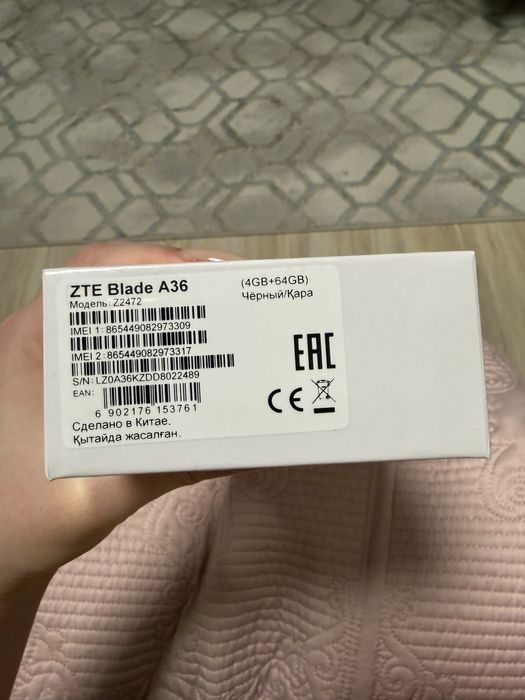 ZTE Blade A36
(4GB+64GB)
Модель: Z2472
Чёрный/Қара
IMEI 1: 865449082973309
IMEI 2: 865449082973317
S/N: LZ0A36KZDD8022489
EAN:
6 902176 153761
EAC
CE
Сделано в Китае.
Қытайда жасалған.